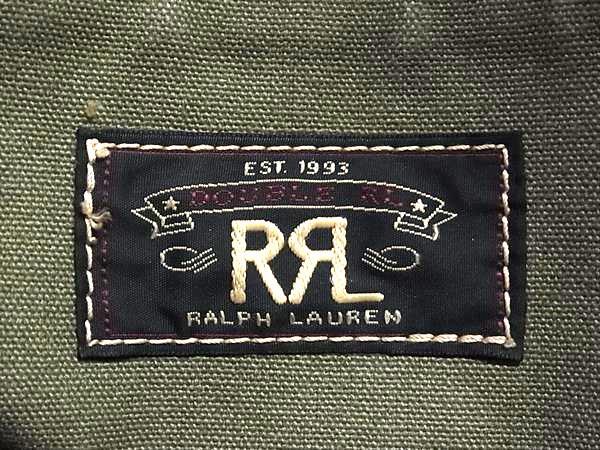 EST. 1993
DOUBLE RL
RRL
RALPH LAUREN